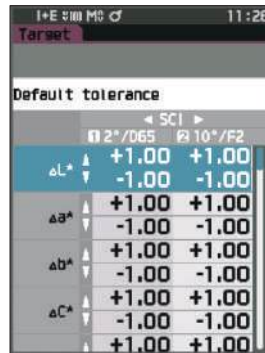 I+E M 11:28
Target
Default tolerance
◄ SCI ►
1 2°/D65 2 10°/F2
ΔL* +1.00 +1.00
-1.00 -1.00
Δa* +1.00 +1.00
-1.00 -1.00
Δb* +1.00 +1.00
-1.00 -1.00
ΔC* +1.00 +1.00
-1.00 -1.00
+1.00 +1.00